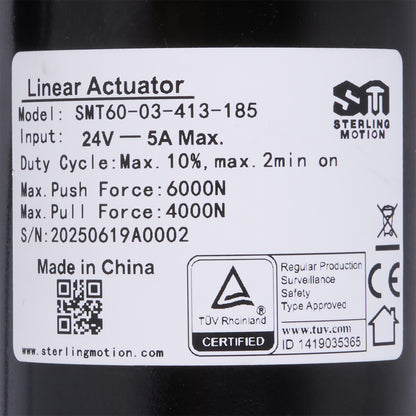 Linear Actuator
Model: SMT60-03-413-185
Input: 24V — 5A Max.
Duty Cycle:Max. 10%, max. 2min on
Max. Push Force:6000N
Max. Pull Force:4000N
S/N:20250619A0002
SMT
STERLING
MOTION
Made in China
www.sterlingmotion.com
TÜVRheinland
CERTIFIED
Regular Production
Surveillance
Safety
Type Approved
www.tuv.com
ID 1419035365
CE